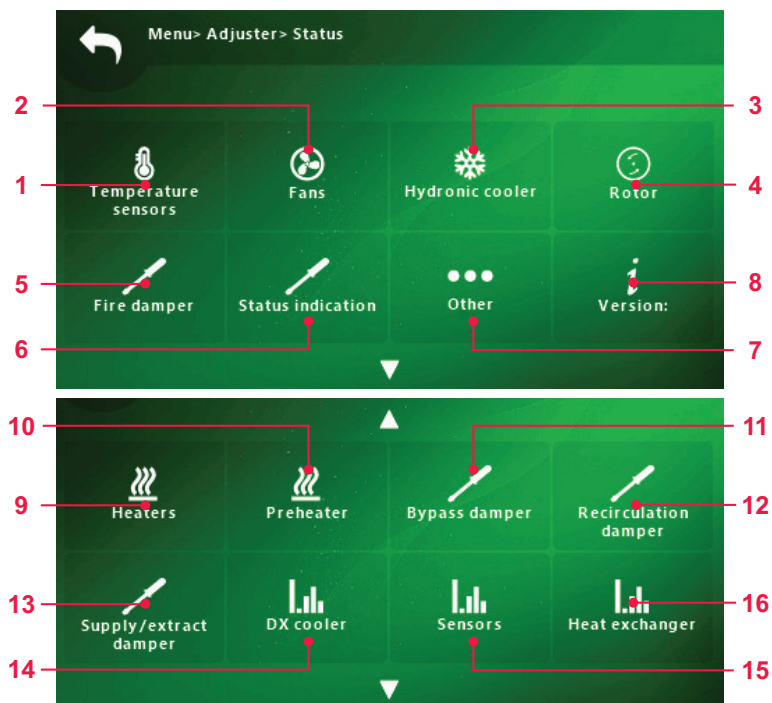 Menu> Adjuster> Status
2
3
1
4
Temperature
sensors
Fans
Hydronic cooler
Rotor
5
8
Fire damper
Status indication
Other
Version:
6
7
10
11
9
12
Heaters
Preheater
Bypass damper
Recirculation
damper
13
16
Supply/extract
damper
DX cooler
Sensors
Heat exchanger
14
15